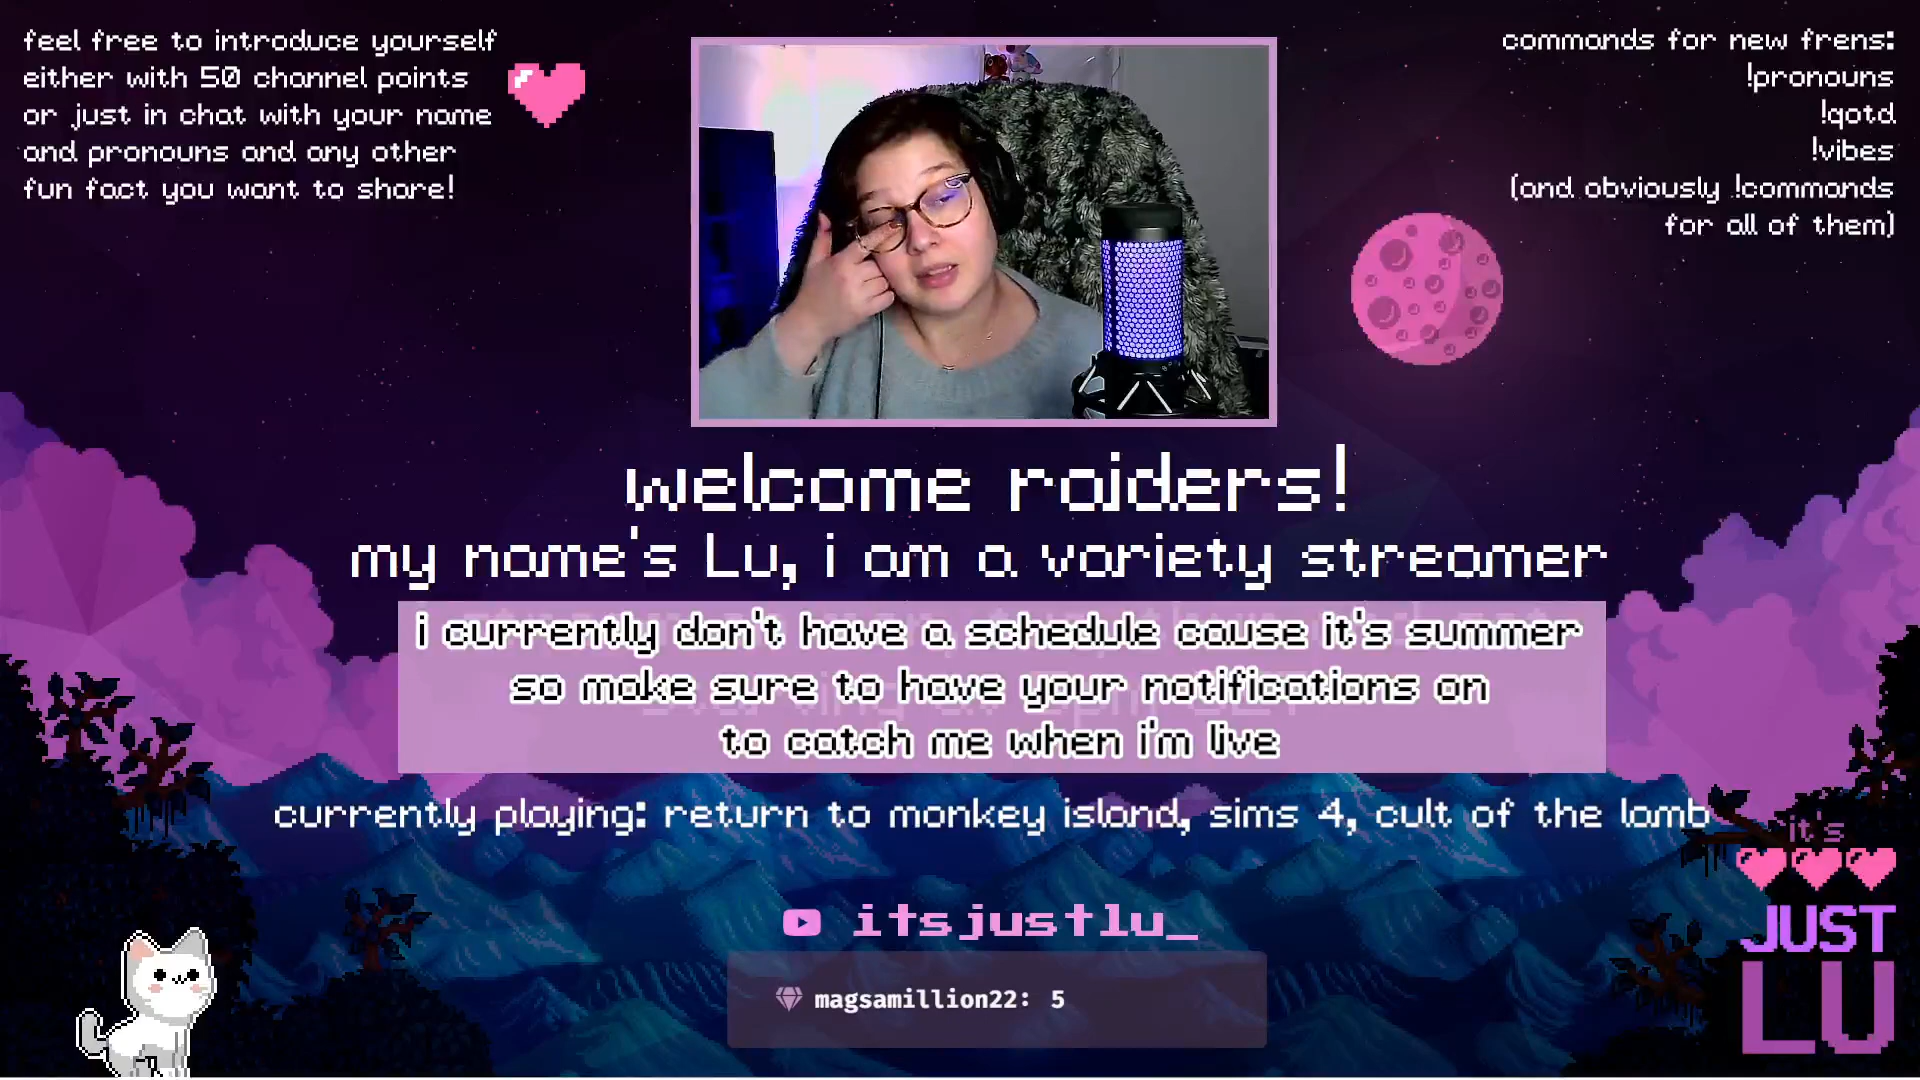 feel free to introduce yourself
either with 50 channel points
or just in chat with your name
and pronouns and any other
fun fact you want to share!
commands for new frens:
!pronouns
!qotd
!vibes
(and obviously !commands
for all of them)
welcome raiders!
my name's Lu, i am a variety streamer
i currently don't have a schedule cause it's summer
so make sure to have your notifications on
to catch me when i'm live
currently playing: return to monkey island, sims 4, cult of the lamb
itsjustlu_
magsamillion22: 5
it's
JUST
LU